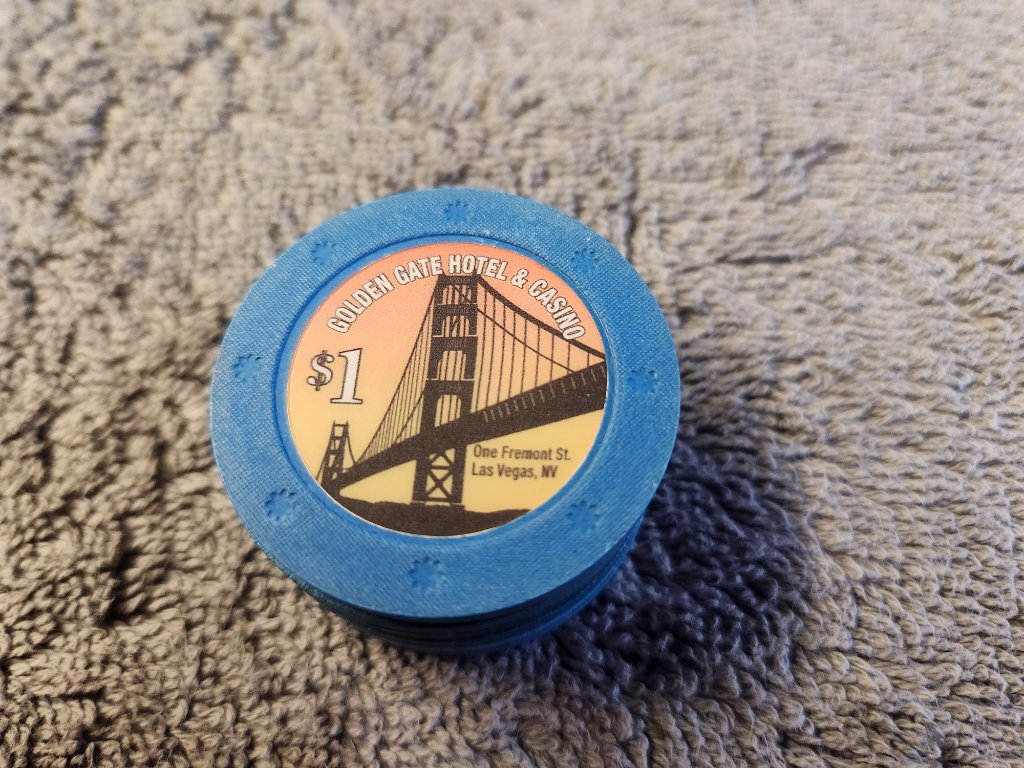 GOLDEN GATE HOTEL & CASINO
$1
One Fremont St.
Las Vegas, NV